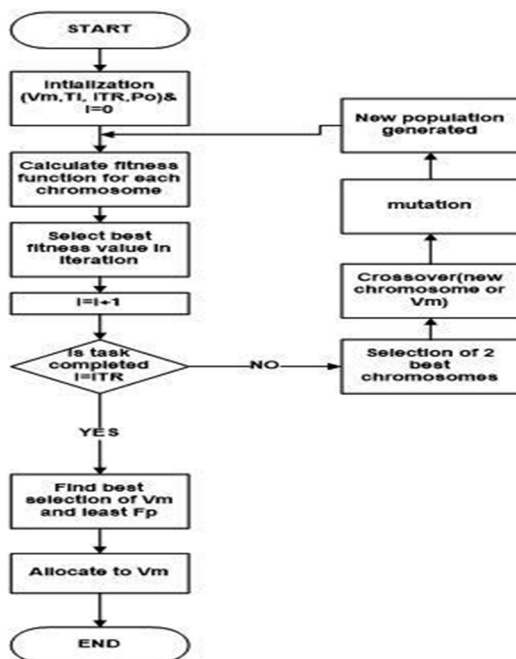 START
Intialization
(Vm,TI, ITR,Po)&
I=0
Calculate fitness
function for each
chromosome
Select best
fitness value in
Iteration
I=I+1
Is task
completed
I=ITR
NO
Selection of 2
best
chromosomes
Crossover(new
chromosome or
Vm)
mutation
New population
generated
YES
Find best
selection of Vm
and least Fp
Allocate to Vm
END